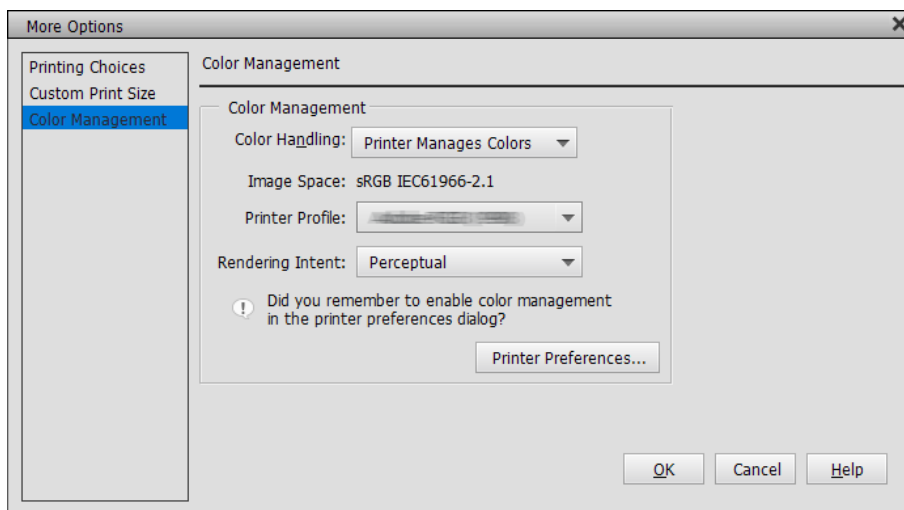 More Options
Printing Choices
Custom Print Size
Color Management
Color Management
Color Management
Color Handling: Printer Manages Colors
Image Space: sRGB IEC61966-2.1
Printer Profile:
Rendering Intent: Perceptual
Did you remember to enable color management
in the printer preferences dialog?
Printer Preferences...
OK Cancel Help